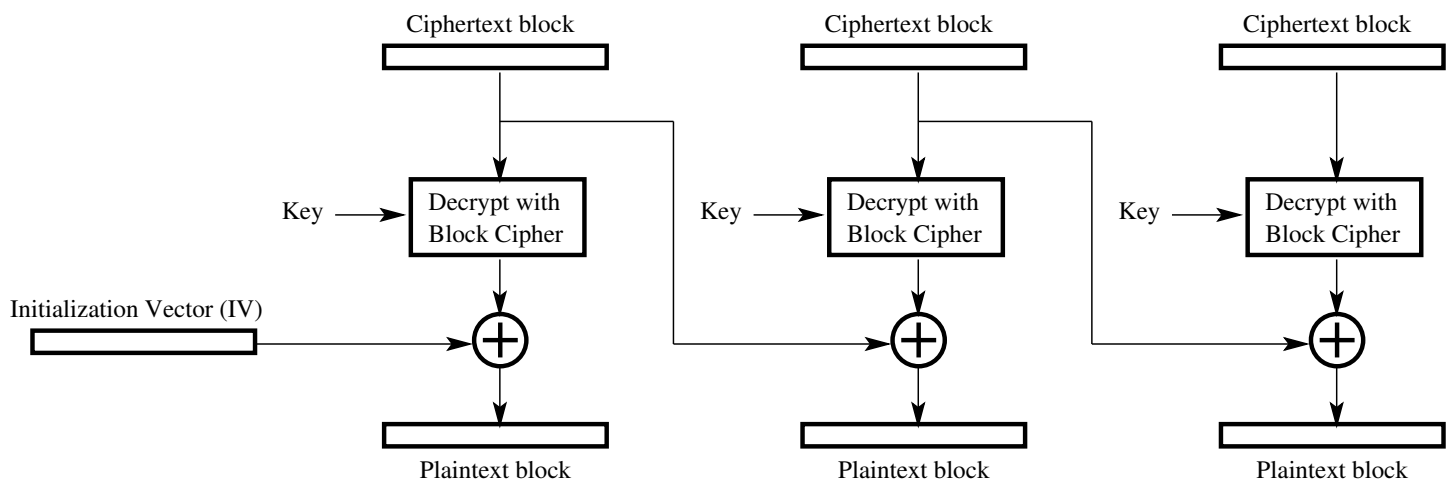 Ciphertext block
Ciphertext block
Ciphertext block
Key
Decrypt with
Block Cipher
Key
Decrypt with
Block Cipher
Key
Decrypt with
Block Cipher
Initialization Vector (IV)
Plaintext block
Plaintext block
Plaintext block